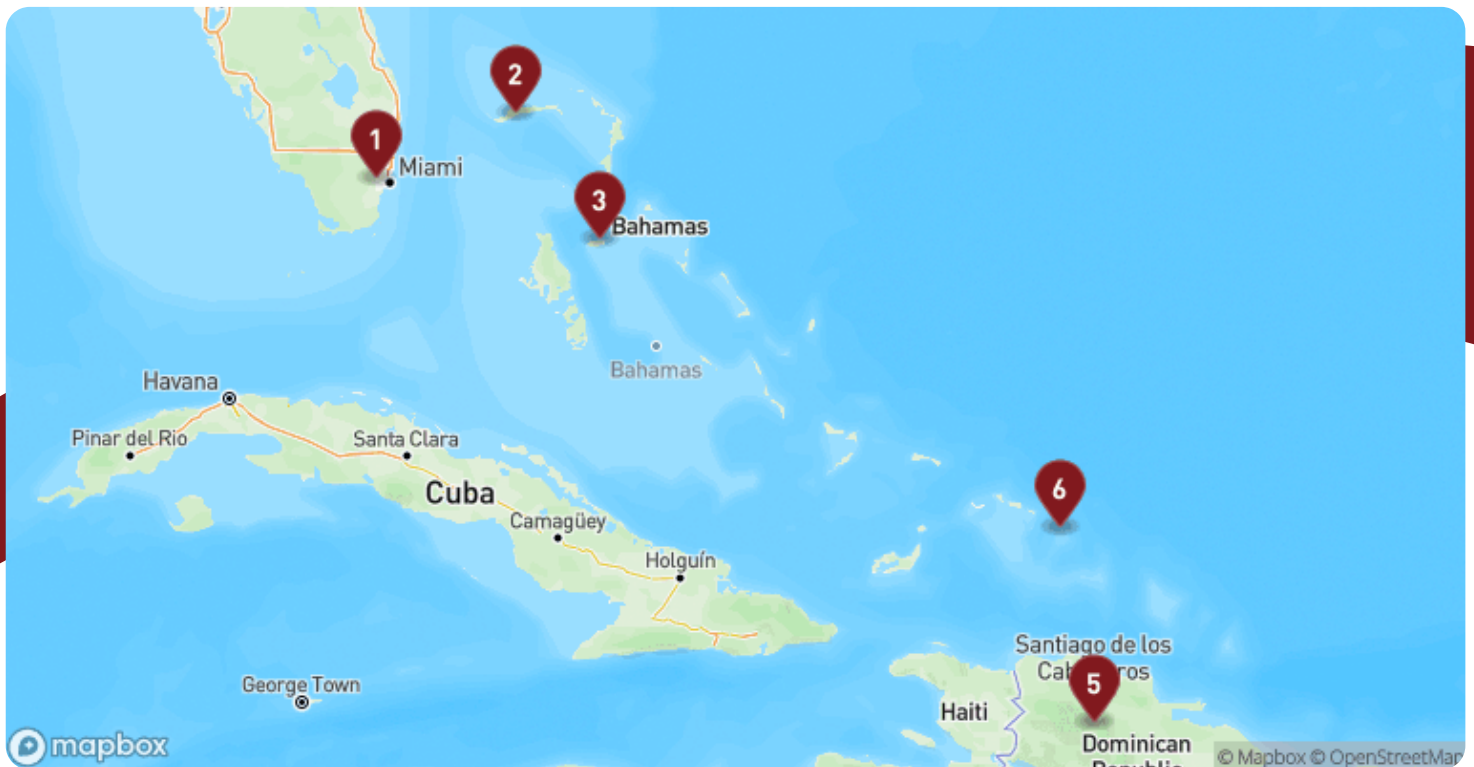 2
1
Miami
3
Bahamas
Bahamas
Havana
Pinar del Rio
Santa Clara
Cuba
6
Camagüey
Holguín
Santiago de los
5
George Town
Haiti
Dominican
mapbox
© Mapbox © OpenStreetMap